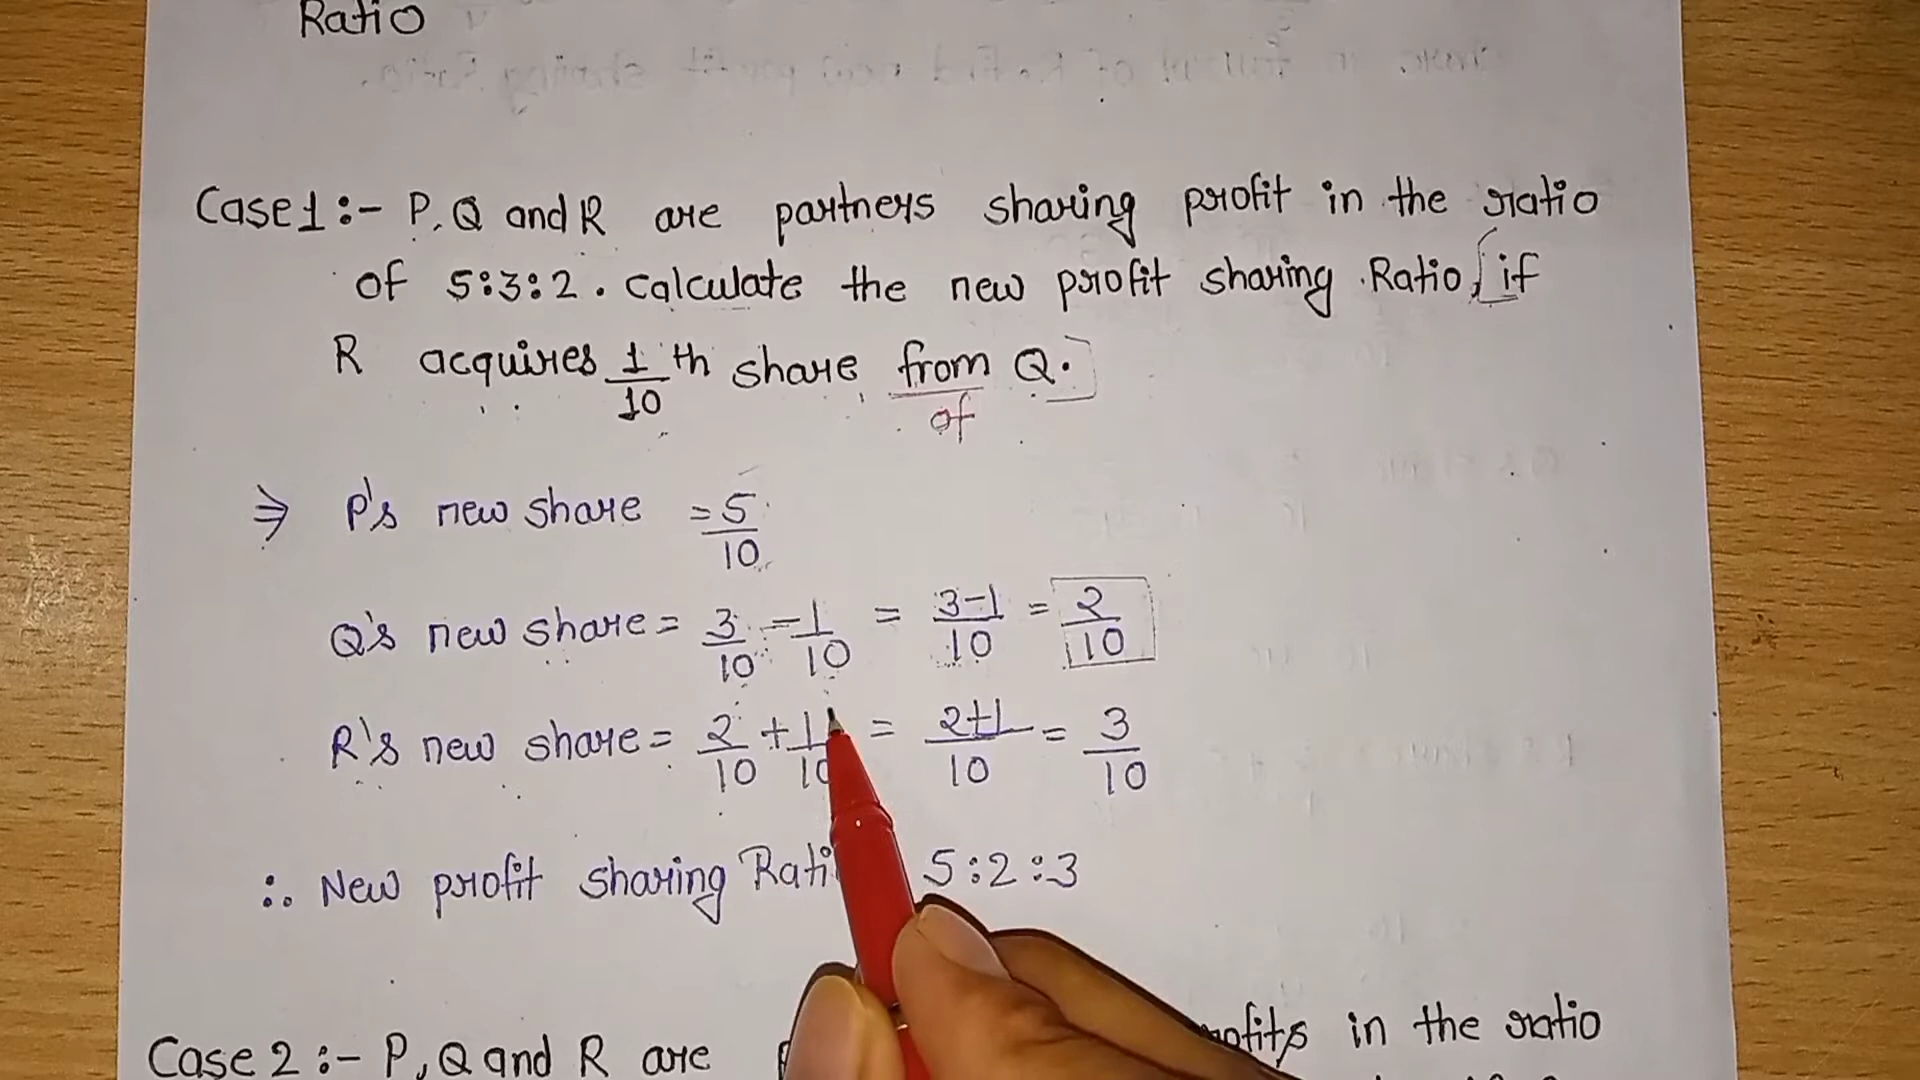 Ratio
Case 1 :- P, Q and R are partners sharing profit in the ratio
of 5:3:2. Calculate the new profit sharing Ratio, if
R acquires 1/10 th share from Q.
of
⇒ P's new share = 5/10
Q's new share = 3/10 - 1/10 = 3-1/10 = 2/10
R's new share = 2/10 + 1/10 = 2+1/10 = 3/10
∴ New profit sharing Rati 5:2:3
Case 2 :- P, Q and R are in the ratio